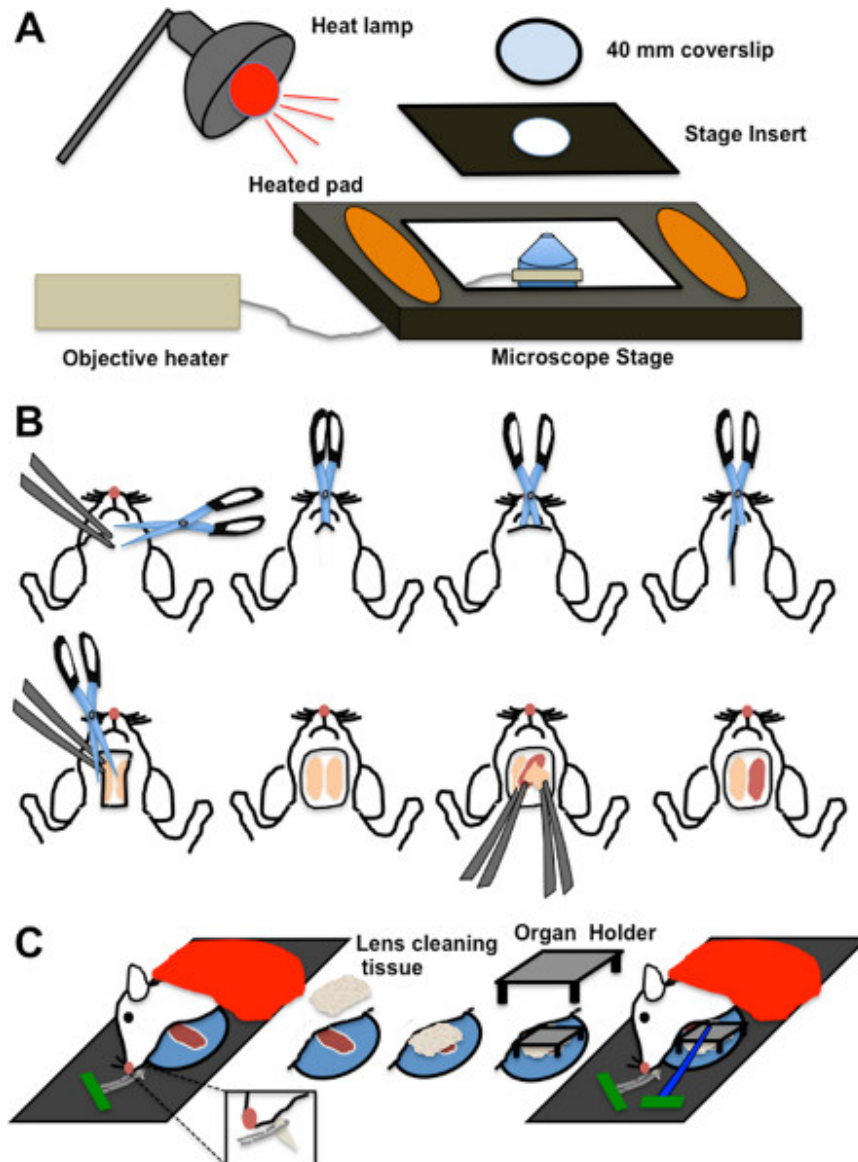 A
Heat lamp
40 mm coverslip
Stage Insert
Heated pad
Objective heater
Microscope Stage
B
C
Lens cleaning
tissue
Organ Holder